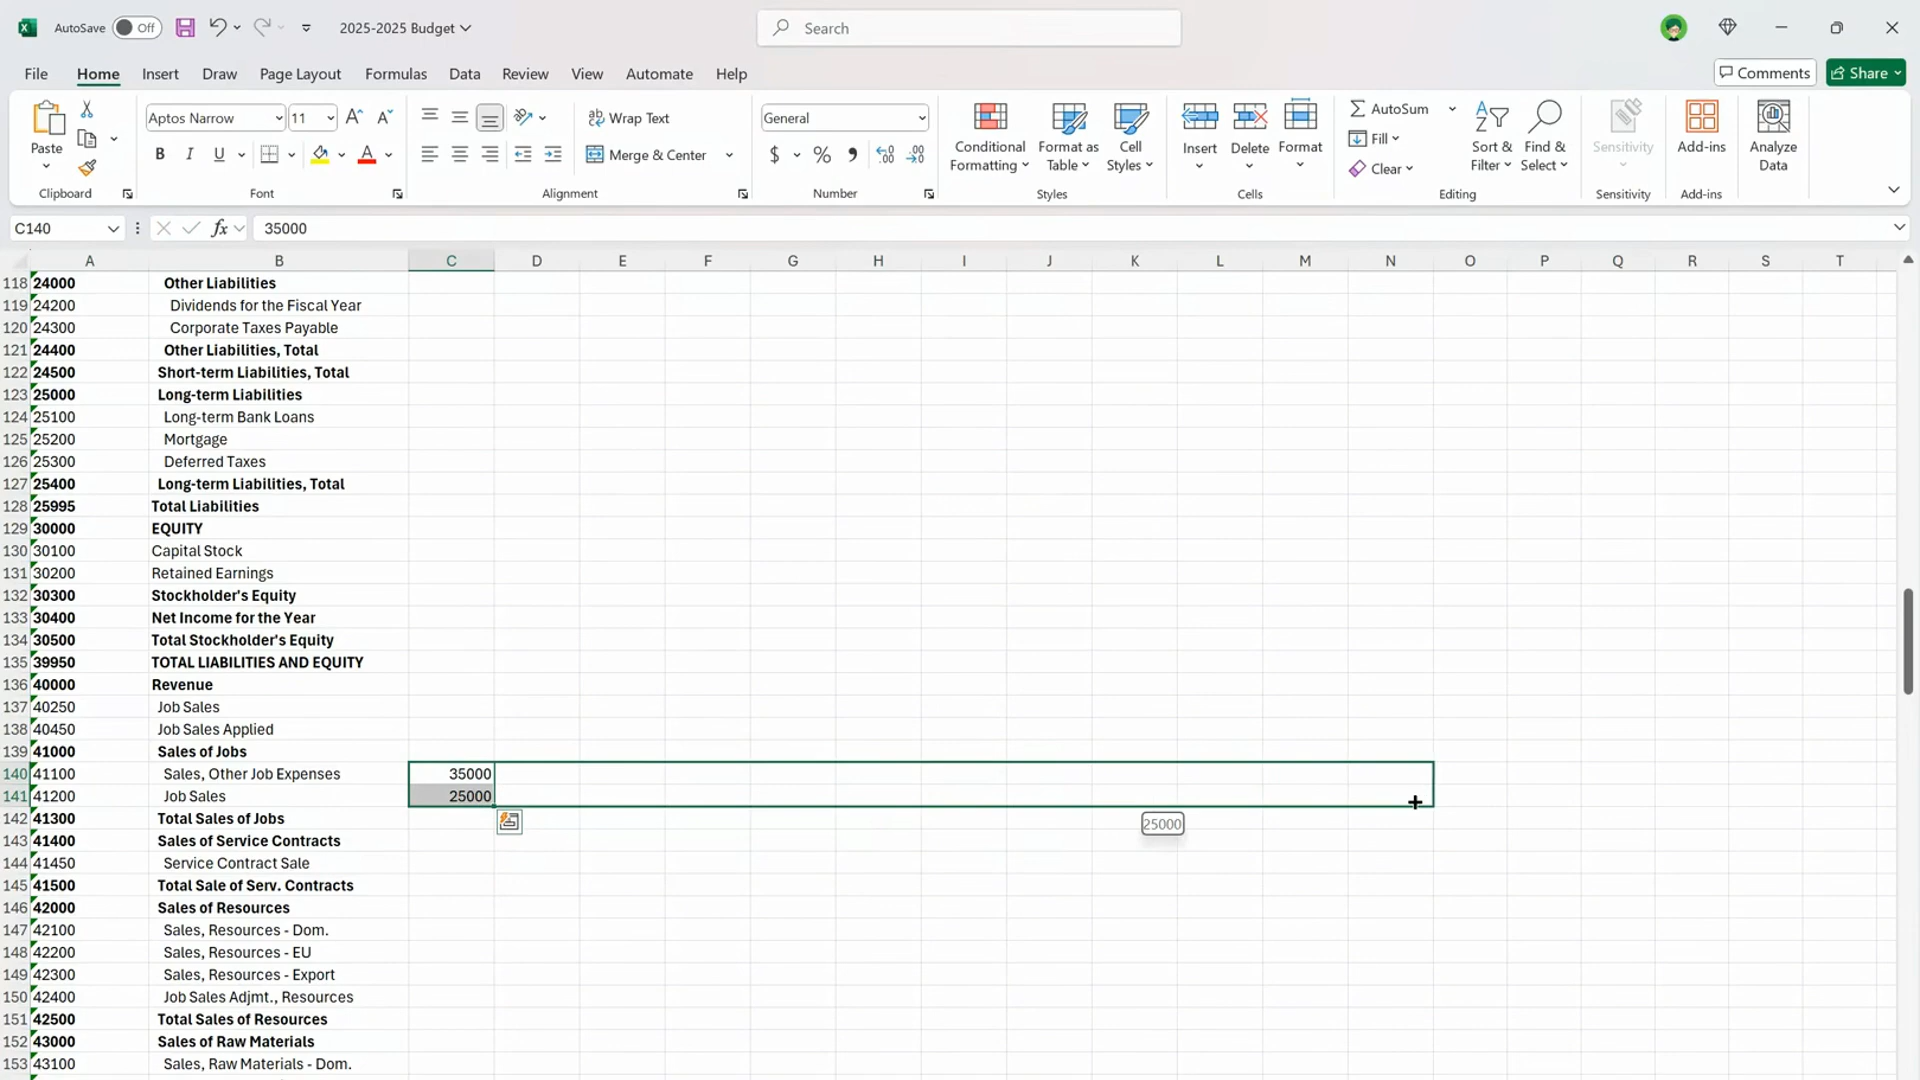 AutoSave Off 2025-2025 Budget Search
File Home Insert Draw Page Layout Formulas Data Review View Automate Help Comments Share
Paste
Clipboard
Aptos Narrow 11
B I U A
Font
Wrap Text
Merge & Center
Alignment
General
$ % ,
Number
Conditional Formatting
Format as Table
Cell Styles
Styles
Insert
Delete
Format
Cells
AutoSum
Fill
Clear
Sort & Filter
Find & Select
Editing
Sensitivity
Sensitivity
Add-ins
Add-ins
Analyze Data
C140 fx 35000
A B C D E F G H I J K L M N O P Q R S T
118 24000 Other Liabilities
119 24200 Dividends for the Fiscal Year
120 24300 Corporate Taxes Payable
121 24400 Other Liabilities, Total
122 24500 Short-term Liabilities, Total
123 25000 Long-term Liabilities
124 25100 Long-term Bank Loans
125 25200 Mortgage
126 25300 Deferred Taxes
127 25400 Long-term Liabilities, Total
128 25995 Total Liabilities
129 30000 EQUITY
130 30100 Capital Stock
131 30200 Retained Earnings
132 30300 Stockholder's Equity
133 30400 Net Income for the Year
134 30500 Total Stockholder's Equity
135 39950 TOTAL LIABILITIES AND EQUITY
136 40000 Revenue
137 40250 Job Sales
138 40450 Job Sales Applied
139 41000 Sales of Jobs
140 41100 Sales, Other Job Expenses 35000
141 41200 Job Sales 25000
142 41300 Total Sales of Jobs 25000
143 41400 Sales of Service Contracts
144 41450 Service Contract Sale
145 41500 Total Sale of Serv. Contracts
146 42000 Sales of Resources
147 42100 Sales, Resources - Dom.
148 42200 Sales, Resources - EU
149 42300 Sales, Resources - Export
150 42400 Job Sales Adjmt., Resources
151 42500 Total Sales of Resources
152 43000 Sales of Raw Materials
153 43100 Sales, Raw Materials - Dom.